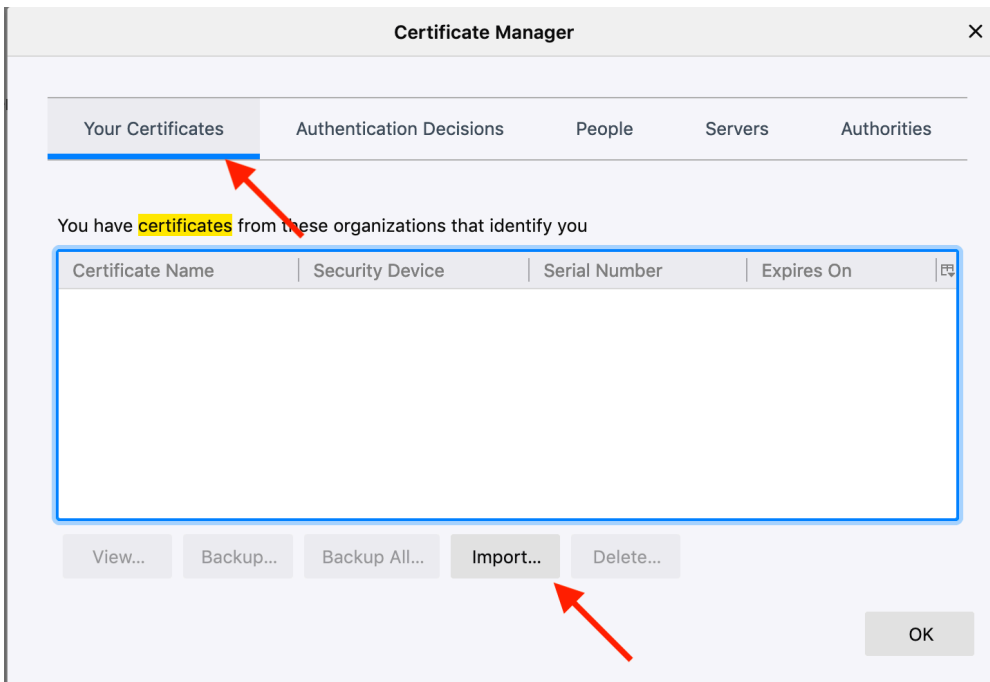 Certificate Manager
Your Certificates Authentication Decisions People Servers Authorities
You have certificates from these organizations that identify you
Certificate Name Security Device Serial Number Expires On
View... Backup... Backup All... Import... Delete...
OK